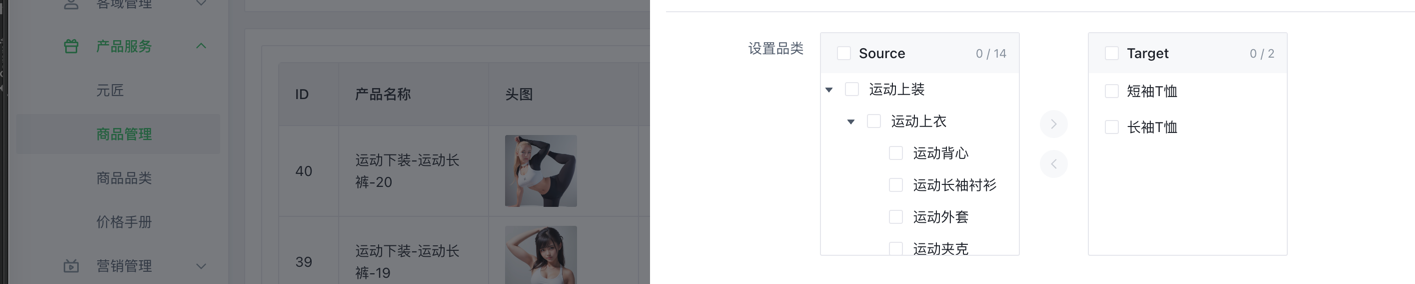 客域管理
产品服务
元匠
商品管理
商品品类
价格手册
营销管理
ID 产品名称 头图
40 运动下装-运动长
裤-20
39 运动下装-运动长
裤-19
设置品类
Source 0 / 14
运动上装
运动上衣
运动背心
运动长袖衬衫
运动外套
运动夹克
Target 0 / 2
短袖T恤
长袖T恤